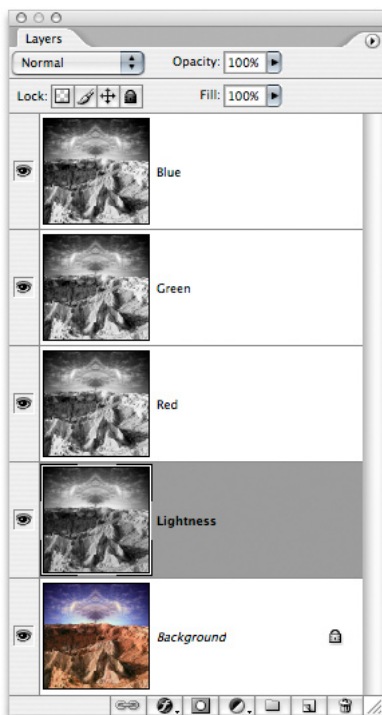 Layers
Normal Opacity: 100%
Lock: Fill: 100%
Blue
Green
Red
Lightness
Background